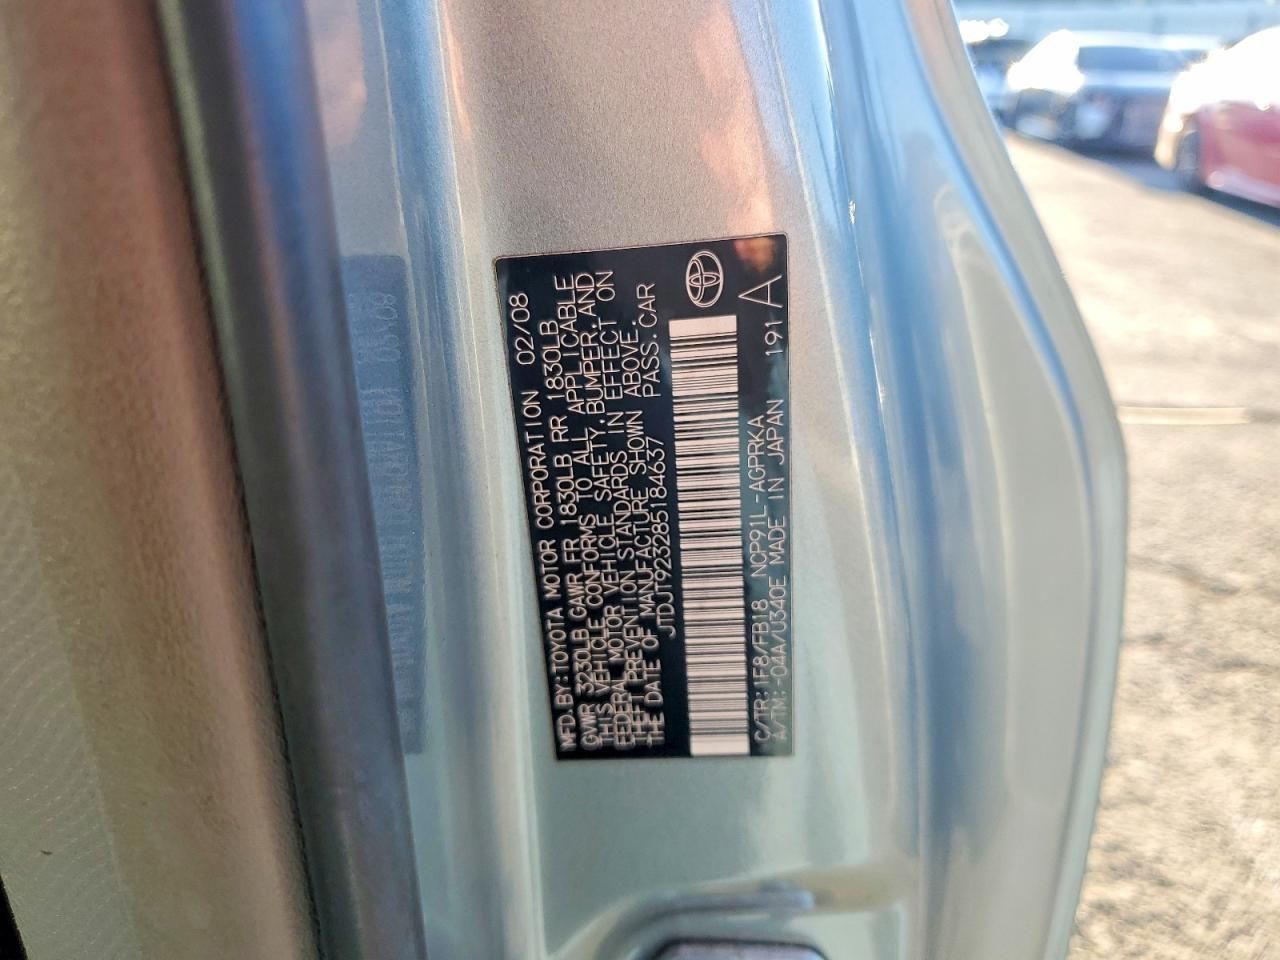 MFD.BY:TOYOTA MOTOR CORPORATION 02/08
GVWR 3230LB GAWR FR 1830LB RR 1830LB
THIS VEHICLE CONFORMS TO ALL APPLICABLE
FEDERAL MOTOR VEHICLE SAFETY,BUMPER,AND
THEFT PREVENTION STANDARDS IN EFFECT ON
THE DATE OF MANUFACTURE SHOWN ABOVE.
JTDJT923285184637 PASS.CAR
C/TR:1F8/FB18 NCP91L-AGPRKA 191A
A/TM:-04A/U340E MADE IN JAPAN